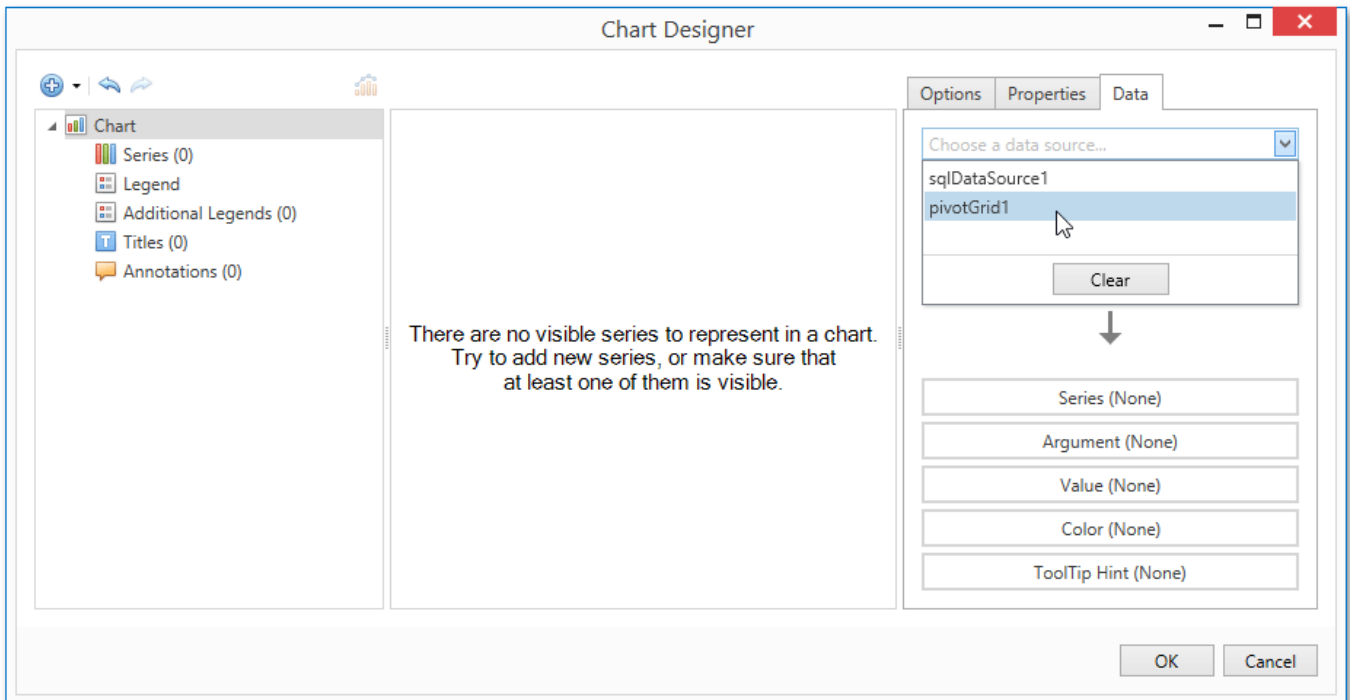 Chart Designer
Options
Properties
Data
Chart
Series (0)
Legend
Additional Legends (0)
Titles (0)
Annotations (0)
There are no visible series to represent in a chart.
Try to add new series, or make sure that
at least one of them is visible.
Choose a data source...
sqlDataSource1
pivotGrid1
Clear
Series (None)
Argument (None)
Value (None)
Color (None)
ToolTip Hint (None)
OK
Cancel